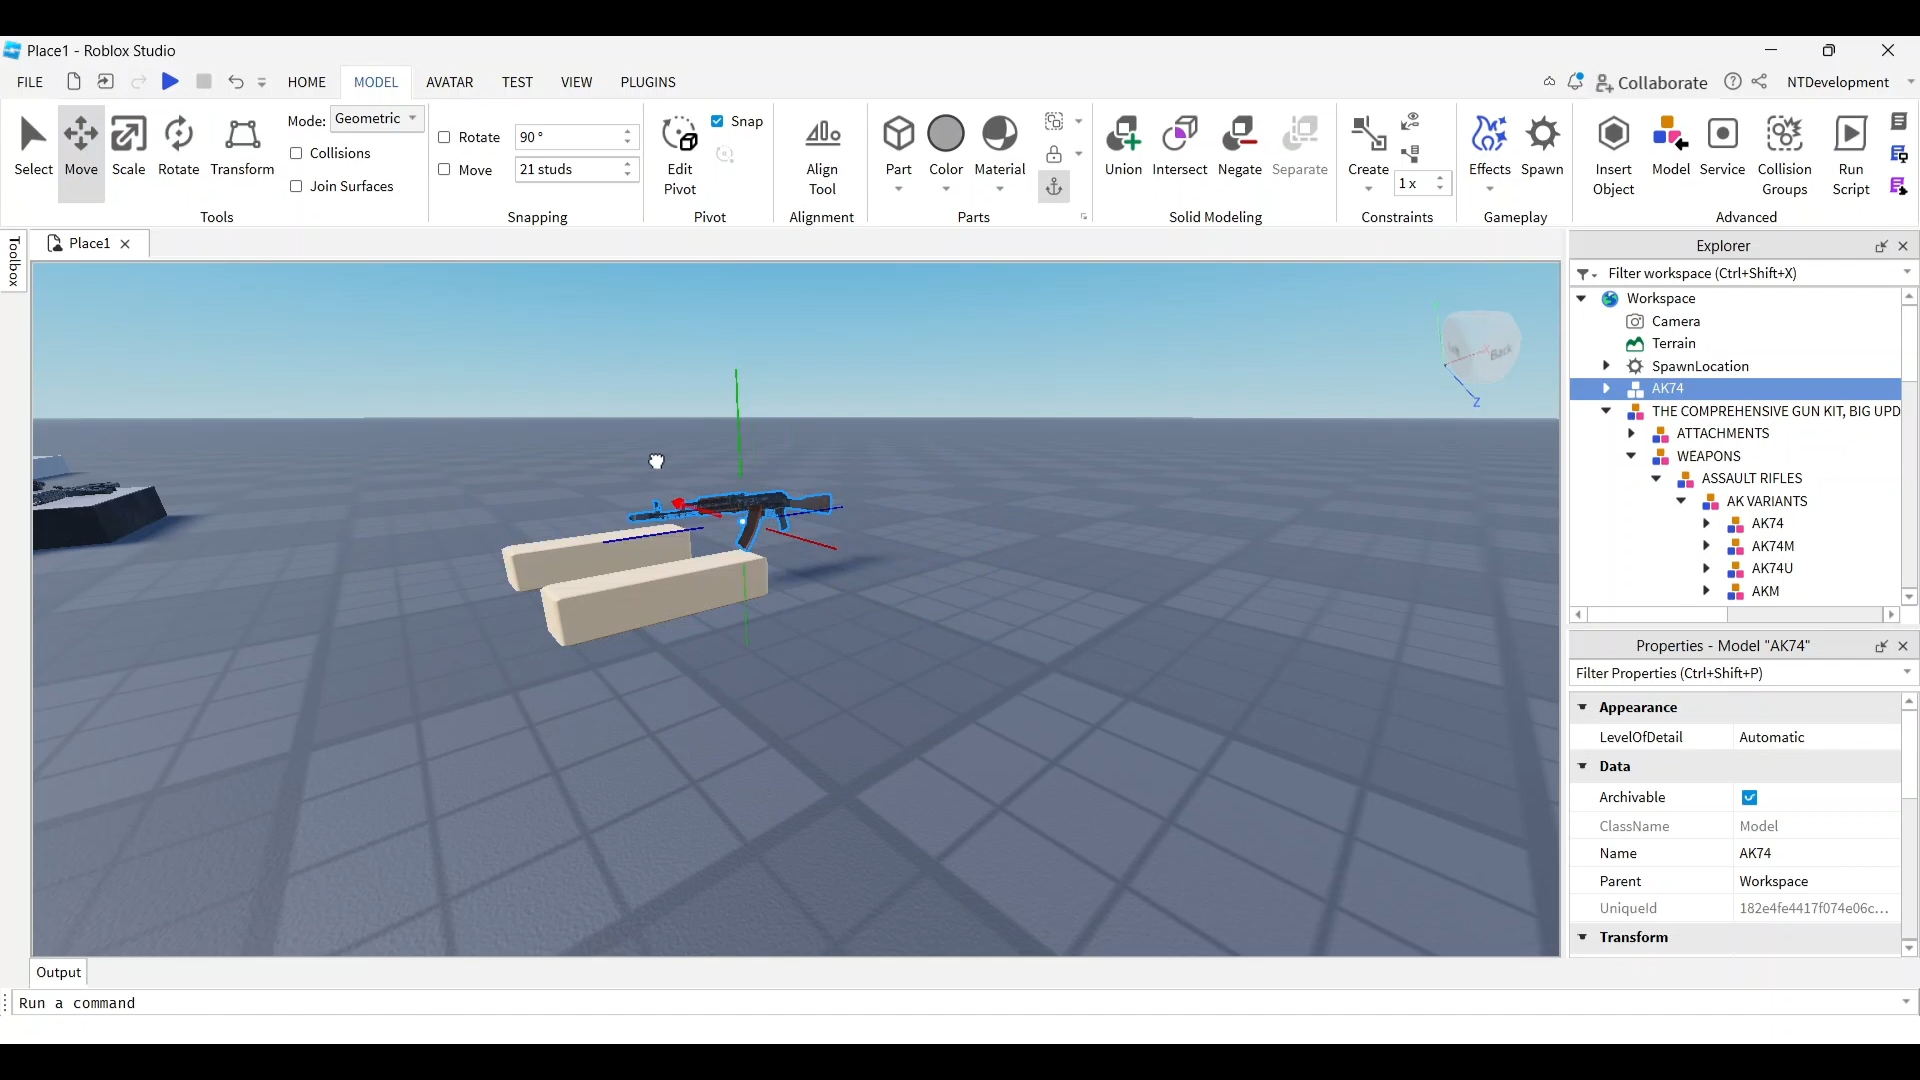 Place1 - Roblox Studio
FILE HOME MODEL AVATAR TEST VIEW PLUGINS Collaborate NTDevelopment
Select Move Scale Rotate Transform
Mode: Geometric
Collisions
Join Surfaces
Tools
Rotate 90 °
Move 21 studs
Snapping
Edit Pivot
Snap
Pivot
Align Tool
Alignment
Part Color Material
Parts
Union Intersect Negate Separate
Solid Modeling
Create
1 x
Constraints
Effects Spawn
Gameplay
Insert Object Model Service Collision Groups Run Script
Advanced
Toolbox
Place1
Back
Z
Explorer
Filter workspace (Ctrl+Shift+X)
Workspace
Camera
Terrain
SpawnLocation
AK74
THE COMPREHENSIVE GUN KIT, BIG UPD
ATTACHMENTS
WEAPONS
ASSAULT RIFLES
AK VARIANTS
AK74
AK74M
AK74U
AKM
Properties - Model "AK74"
Filter Properties (Ctrl+Shift+P)
Appearance
LevelOfDetail Automatic
Data
Archivable
ClassName Model
Name AK74
Parent Workspace
UniqueId 182e4fe4417f074e06c...
Transform
Output
Run a command